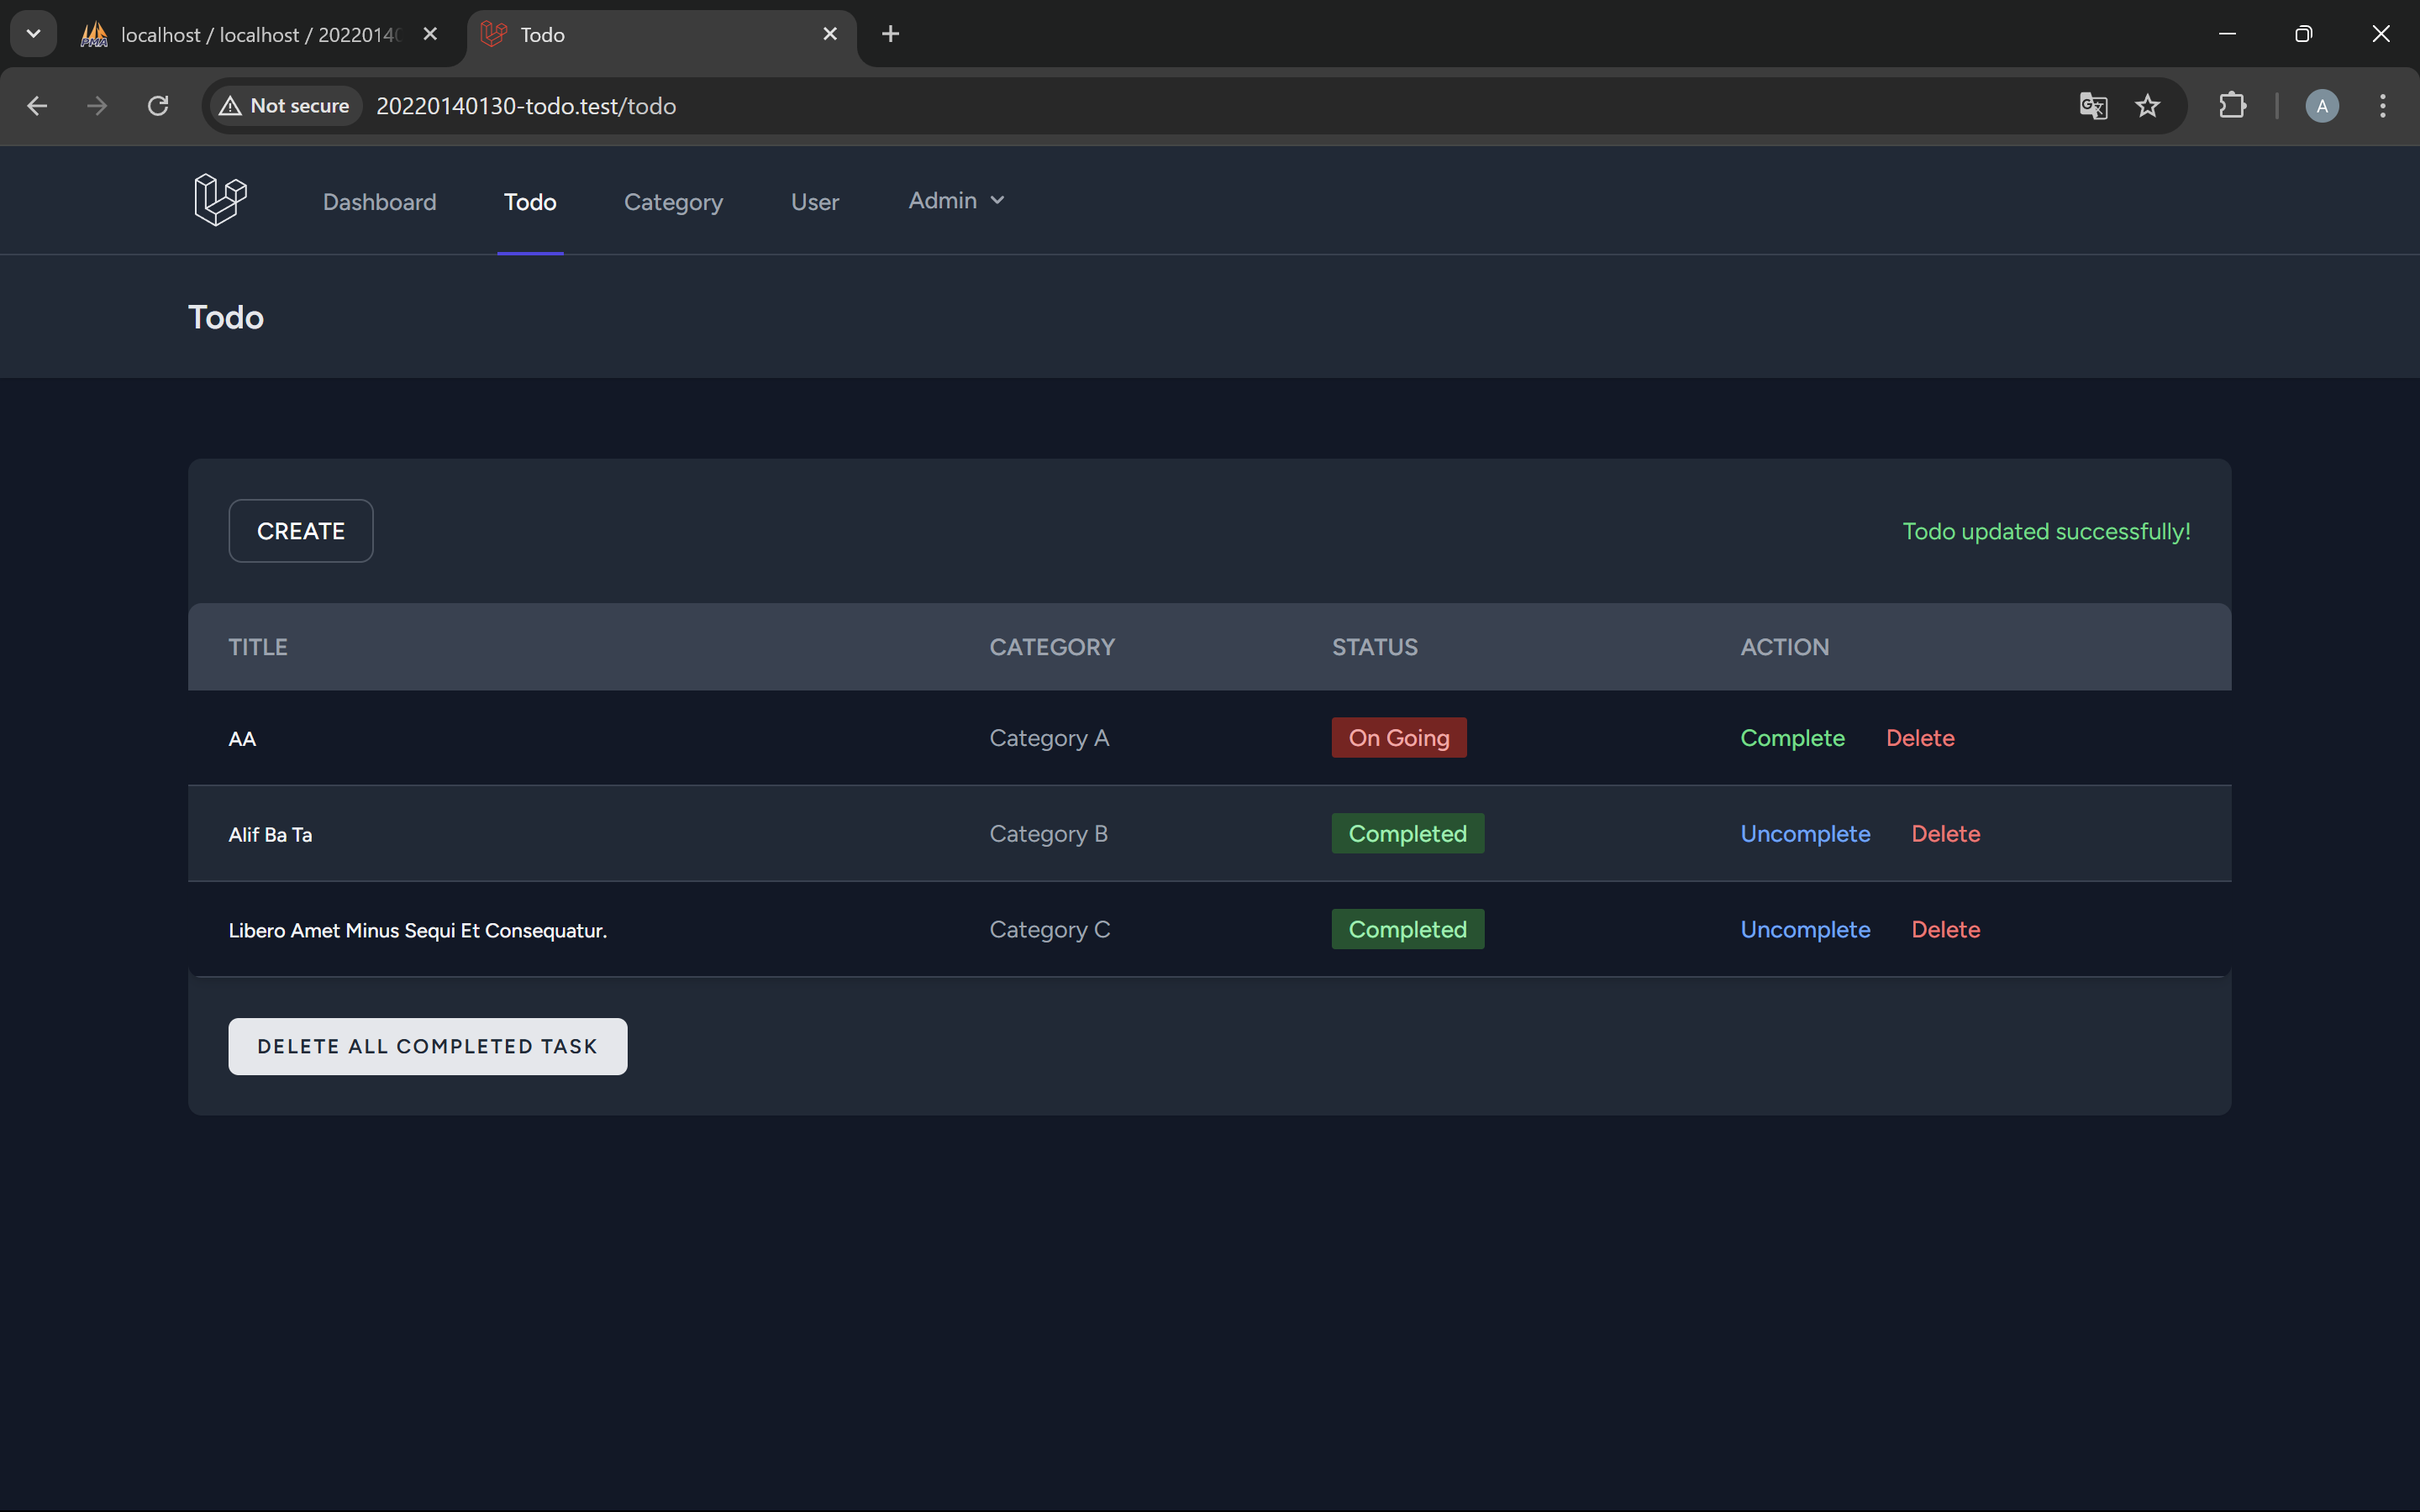 localhost / localhost / 2022014
Todo
Not secure
20220140130-todo.test/todo
A
Dashboard Todo Category User Admin
Todo
CREATE
Todo updated successfully!
TITLE CATEGORY STATUS ACTION
AA Category A On Going Complete Delete
Alif Ba Ta Category B Completed Uncomplete Delete
Libero Amet Minus Sequi Et Consequatur. Category C Completed Uncomplete Delete
DELETE ALL COMPLETED TASK